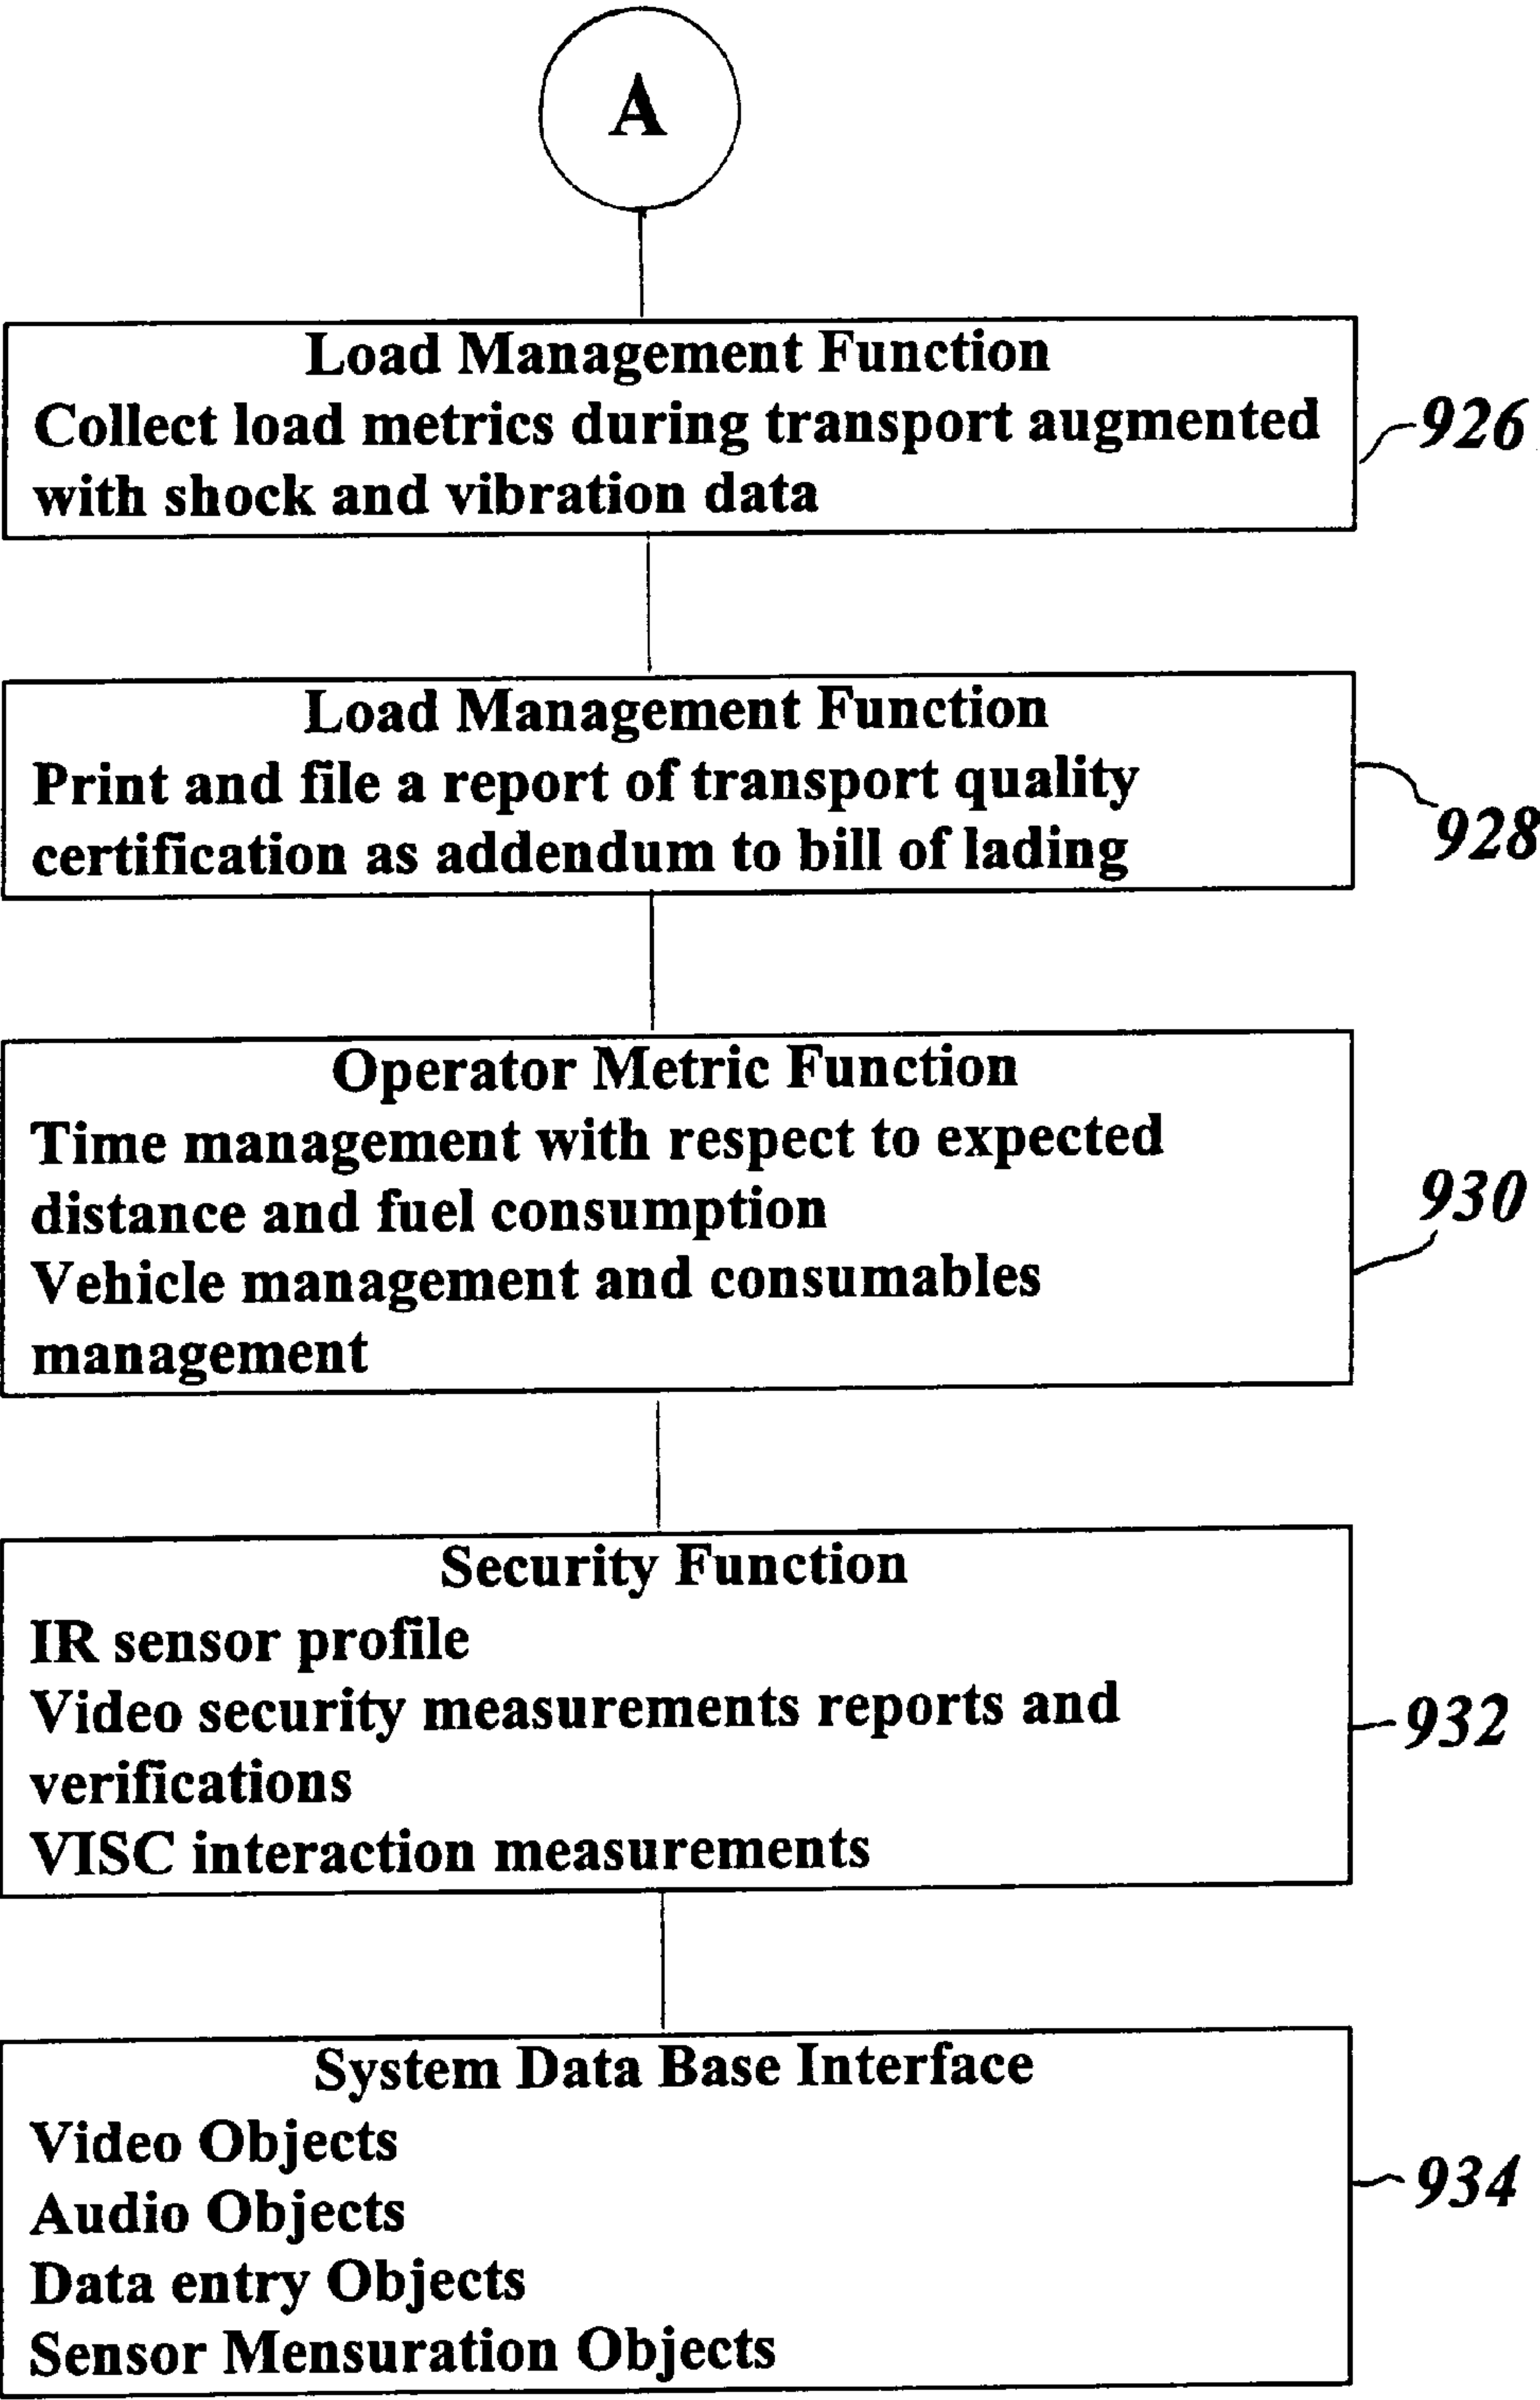 A
Load Management Function
Collect load metrics during transport augmented
with shock and vibration data
926
Load Management Function
Print and file a report of transport quality
certification as addendum to bill of lading
928
Operator Metric Function
Time management with respect to expected
distance and fuel consumption
Vehicle management and consumables
management
930
Security Function
IR sensor profile
Video security measurements reports and
verifications
VISC interaction measurements
932
System Data Base Interface
Video Objects
Audio Objects
Data entry Objects
Sensor Mensuration Objects
934